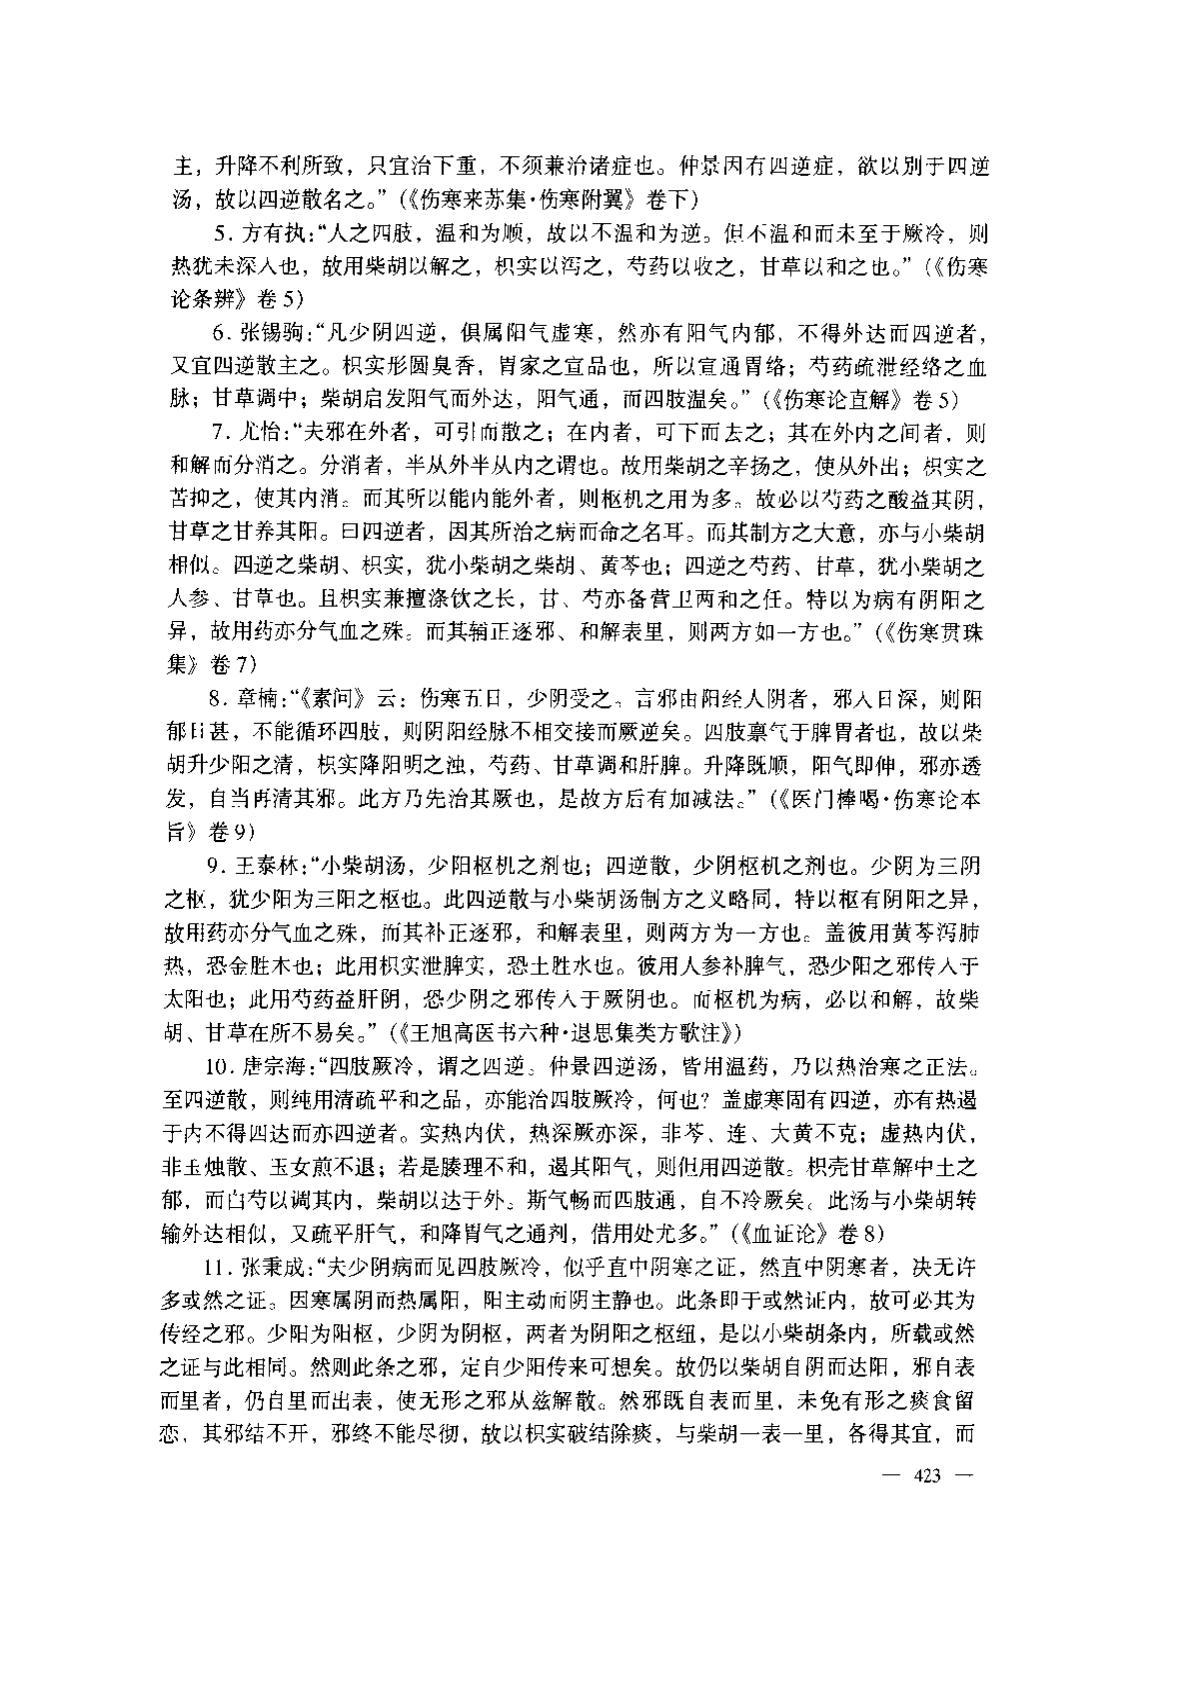 主，升降不利所致，只宜治下重，不须兼治诸症也。仲景因有四逆症，欲以别于四逆
汤，故以四逆散名之。”（《伤寒来苏集·伤寒附翼》卷下）
5. 方有执：“人之四肢，温和为顺，故以不温和为逆。但不温和而未至于厥冷，则
热犹未深入也，故用柴胡以解之，枳实以泻之，芍药以收之，甘草以和之也。”（《伤寒
论条辨》卷 5）
6. 张锡驹：“凡少阴四逆，俱属阳气虚寒，然亦有阳气内郁，不得外达而四逆者，
又宜四逆散主之。枳实形圆臭香，胃家之宣品也，所以宣通胃络；芍药疏泄经络之血
脉；甘草调中；柴胡启发阳气而外达，阳气通，而四肢温矣。”（《伤寒论直解》卷 5）
7. 尤怡：“夫邪在外者，可引而散之；在内者，可下而去之；其在外内之间者，则
和解而分消之。分消者，半从外半从内之谓也。故用柴胡之辛扬之，使从外出；枳实之
苦抑之，使其内消。而其所以能内能外者，则枢机之用为多。故必以芍药之酸益其阴，
甘草之甘养其阳。曰四逆者，因其所治之病而命之名耳。而其制方之大意，亦与小柴胡
相似。四逆之柴胡、枳实，犹小柴胡之柴胡、黄芩也；四逆之芍药、甘草，犹小柴胡之
人参、甘草也。且枳实兼擅涤饮之长，甘、芍亦备营卫两和之任。特以为病有阴阳之
异，故用药亦分气血之殊。而其辅正逐邪、和解表里，则两方如一方也。”（《伤寒贯珠
集》卷 7）
8. 章楠：“《素问》云：伤寒五日，少阴受之。言邪由阳经人阴者，邪入日深，则阳
郁日甚，不能循环四肢，则阴阳经脉不相交接而厥逆矣。四肢禀气于脾胃者也，故以柴
胡升少阳之清，枳实降阳明之浊，芍药、甘草调和肝脾。升降既顺，阳气即伸，邪亦透
发，自当再清其邪。此方乃先治其厥也，是故方后有加减法。”（《医门棒喝·伤寒论本
旨》卷 9）
9. 王泰林：“小柴胡汤，少阳枢机之剂也；四逆散，少阴枢机之剂也。少阴为三阴
之枢，犹少阳为三阳之枢也。此四逆散与小柴胡汤制方之义略同，特以枢有阴阳之异，
故用药亦分气血之殊，而其补正逐邪，和解表里，则两方为一方也。盖彼用黄芩泻肺
热，恐金胜木也；此用枳实泄脾实，恐土胜水也。彼用人参补脾气，恐少阳之邪传入于
太阳也；此用芍药益肝阴，恐少阴之邪传入于厥阴也。而枢机为病，必以和解，故柴
胡、甘草在所不易矣。”（《王旭高医书六种·退思集类方歌注》）
10. 唐宗海：“四肢厥冷，谓之四逆。仲景四逆汤，皆用温药，乃以热治寒之正法。
至四逆散，则纯用清疏平和之品，亦能治四肢厥冷，何也？盖虚寒固有四逆，亦有热遏
于内不得四达而亦四逆者。实热内伏，热深厥亦深，非芩、连、大黄不克；虚热内伏，
非玉烛散、玉女煎不退；若是腠理不和，遏其阳气，则但用四逆散。枳壳甘草解中土之
郁，而白芍以调其内，柴胡以达于外。斯气畅而四肢通，自不冷厥矣。此汤与小柴胡转
输外达相似，又疏平肝气，和降胃气之通剂，借用处尤多。”（《血证论》卷 8）
11. 张秉成：“夫少阴病而见四肢厥冷，似乎直中阴寒之证，然直中阴寒者，决无许
多或然之证。因寒属阴而热属阳，阳主动而阴主静也。此条即于或然证内，故可必其为
传经之邪。少阳为阳枢，少阴为阴枢，两者为阴阳之枢纽，是以小柴胡条内，所载或然
之证与此相同。然则此条之邪，定自少阳传来可想矣。故仍以柴胡自阴而达阳，邪自表
而里者，仍自里而出表，使无形之邪从兹解散。然邪既自表而里，未免有形之痰食留
恋，其邪结不开，邪终不能尽彻，故以枳实破结除痰，与柴胡一表一里，各得其宜，而
— 423 —